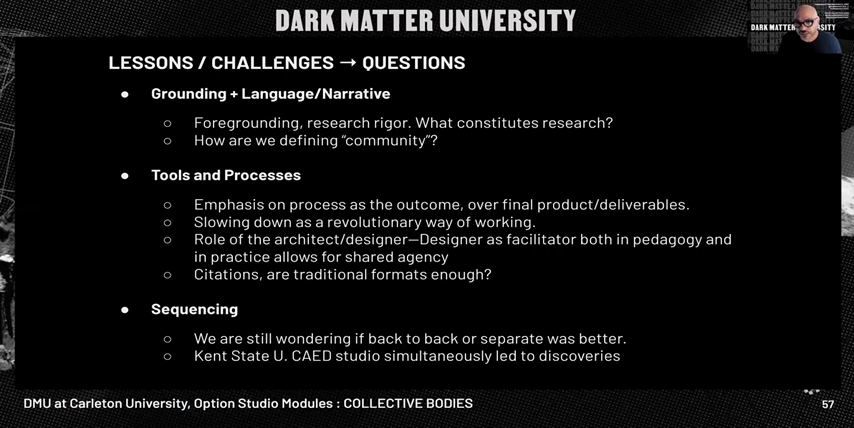 DARK MATTER UNIVERSITY
DARK MATTER UNIVERSITY
LESSONS / CHALLENGES → QUESTIONS
● Grounding + Language/Narrative
○ Foregrounding, research rigor. What constitutes research?
○ How are we defining “community”?
● Tools and Processes
○ Emphasis on process as the outcome, over final product/deliverables.
○ Slowing down as a revolutionary way of working.
○ Role of the architect/designer—Designer as facilitator both in pedagogy and
in practice allows for shared agency
○ Citations, are traditional formats enough?
● Sequencing
○ We are still wondering if back to back or separate was better.
○ Kent State U. CAED studio simultaneously led to discoveries
DMU at Carleton University, Option Studio Modules : COLLECTIVE BODIES
57